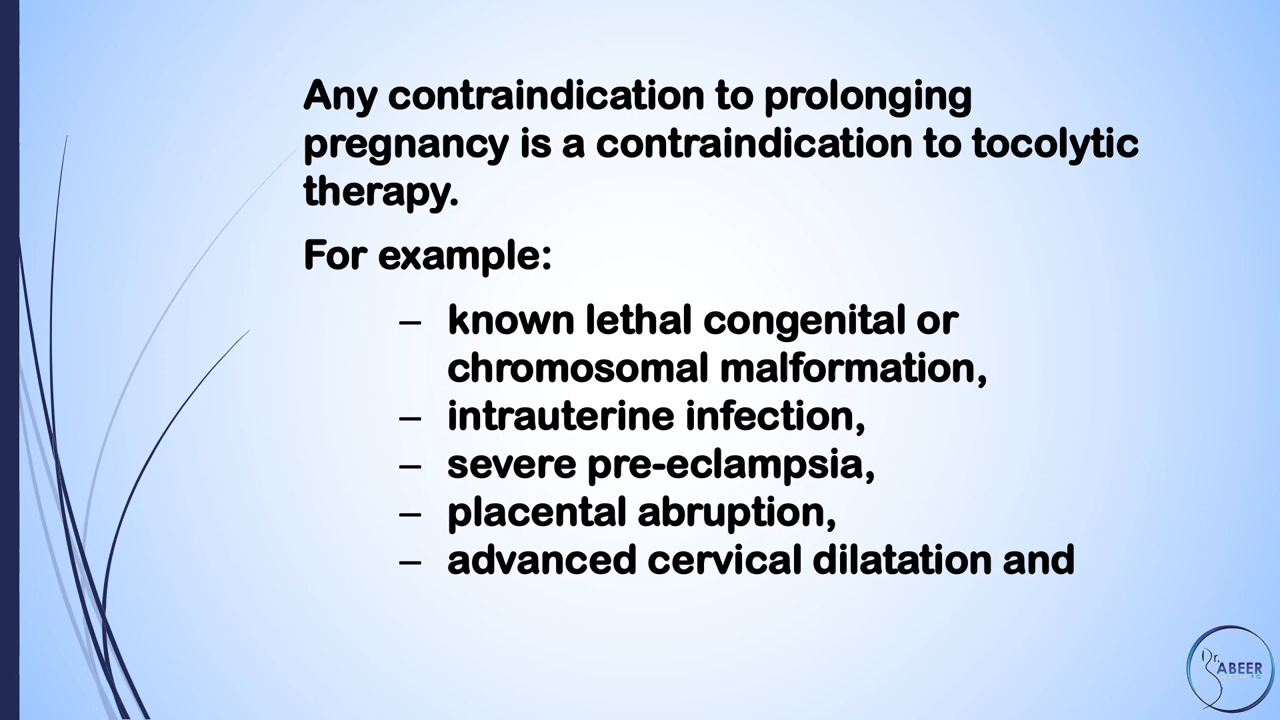 Any contraindication to prolonging
pregnancy is a contraindication to tocolytic
therapy.
For example:
– known lethal congenital or
chromosomal malformation,
– intrauterine infection,
– severe pre-eclampsia,
– placental abruption,
– advanced cervical dilatation and
Dr.
ABEER